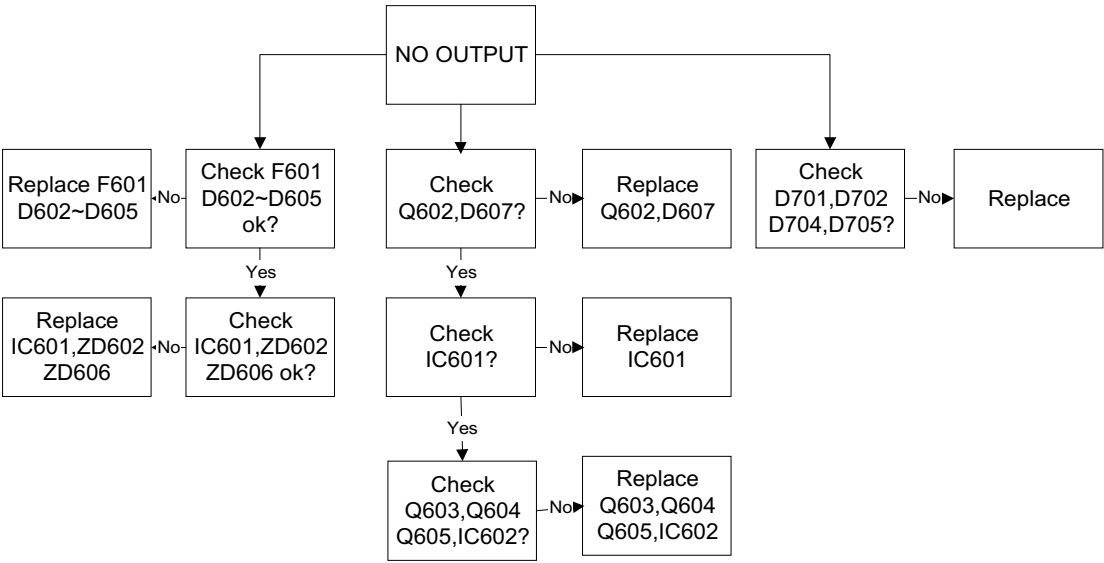 NO OUTPUT
Replace F601
D602~D605
No
Check F601
D602~D605
ok?
Check
Q602,D607?
No
Replace
Q602,D607
Check
D701,D702
D704,D705?
No
Replace
Yes
Yes
Replace
IC601,ZD602
ZD606
No
Check
IC601,ZD602
ZD606 ok?
Check
IC601?
No
Replace
IC601
Yes
Check
Q603,Q604
Q605,IC602?
No
Replace
Q603,Q604
Q605,IC602